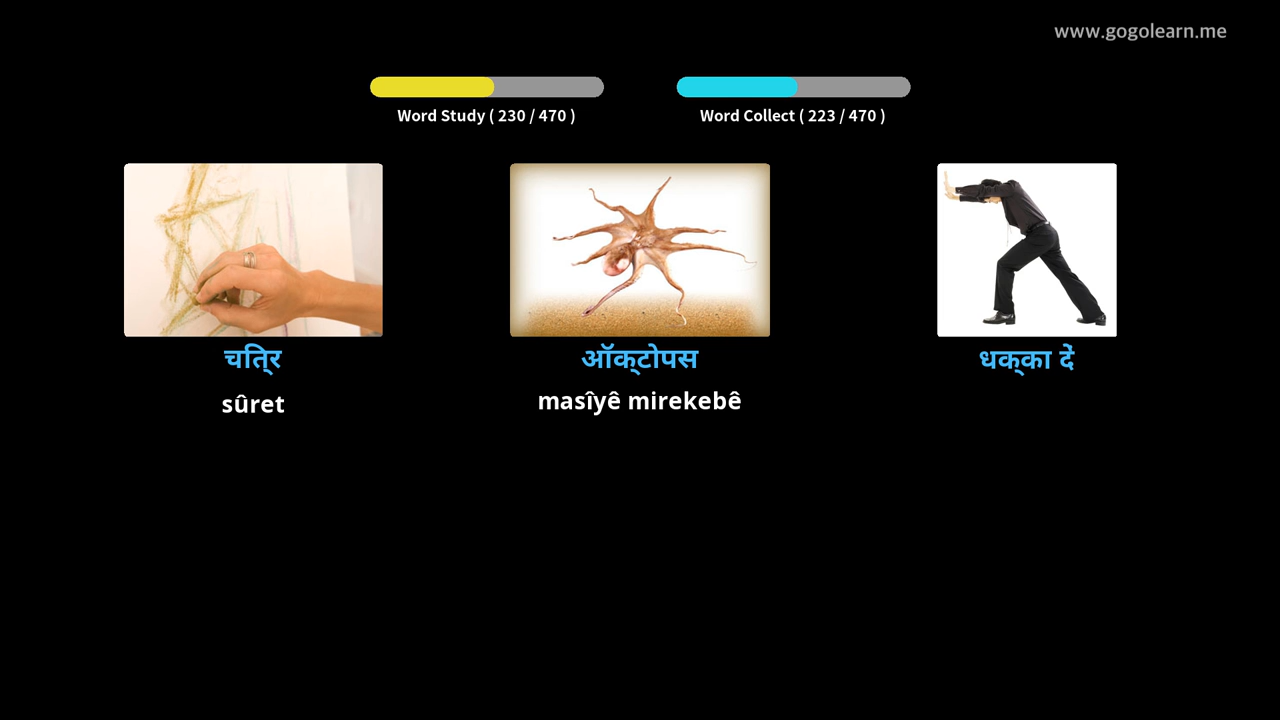 www.gogolearn.me
Word Study ( 230 / 470 )
Word Collect ( 223 / 470 )
चित्र
ऑक्टोपस
धक्का दें
sûret
masîyê mirekebê